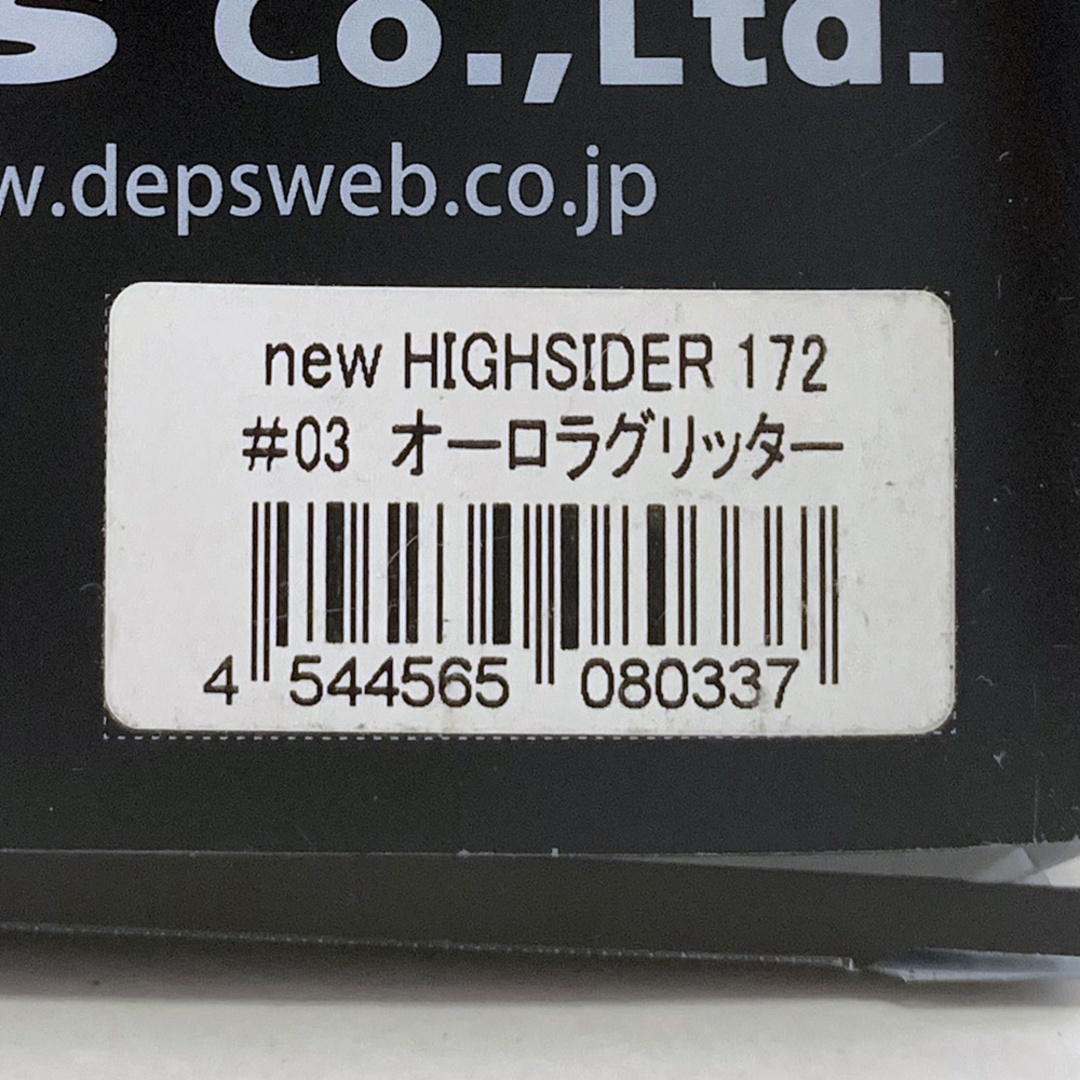 s Co.,Ltd.
w.depsweb.co.jp
new HIGHSIDER 172
#03 オーロラグリッター
4 544565 080337